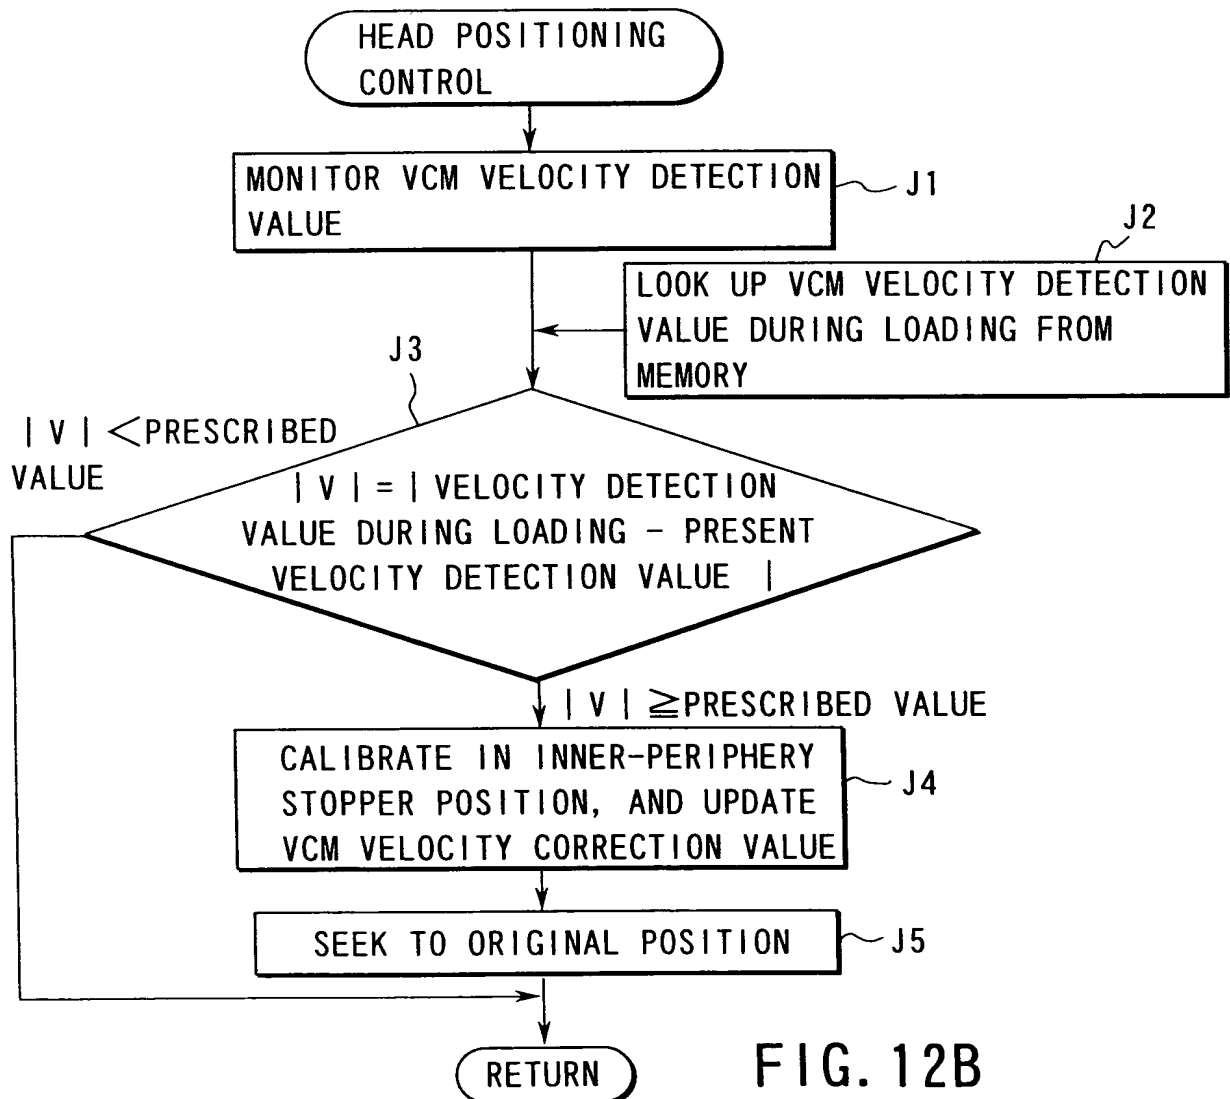 HEAD POSITIONING
CONTROL
MONITOR VCM VELOCITY DETECTION
VALUE
J1
J2
LOOK UP VCM VELOCITY DETECTION
VALUE DURING LOADING FROM
MEMORY
J3
|V| <PRESCRIBED
VALUE
|V| = | VELOCITY DETECTION
VALUE DURING LOADING - PRESENT
VELOCITY DETECTION VALUE |
|V| ≧PRESCRIBED VALUE
CALIBRATE IN INNER-PERIPHERY
STOPPER POSITION, AND UPDATE
VCM VELOCITY CORRECTION VALUE
J4
SEEK TO ORIGINAL POSITION
J5
RETURN
FIG. 12B